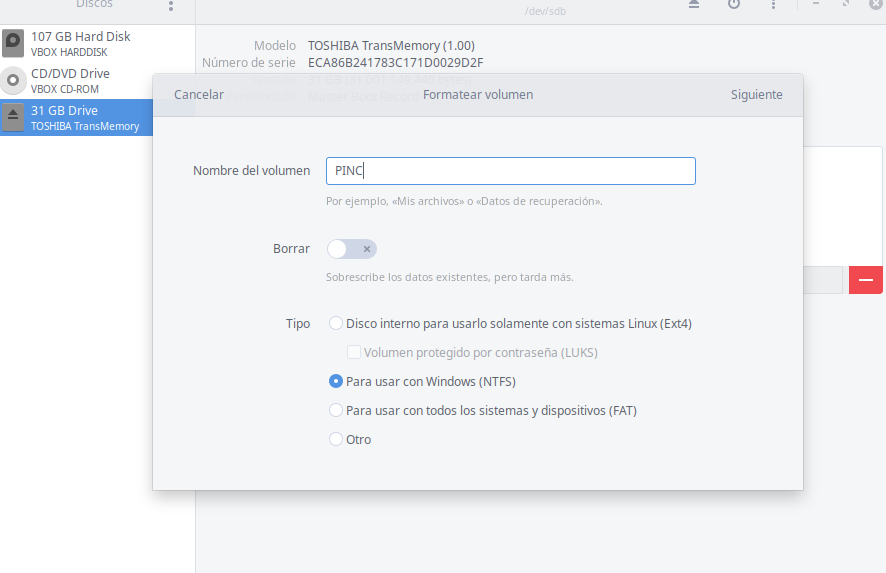 Discos
/dev/sdb
107 GB Hard Disk
VBOX HARDDISK
CD/DVD Drive
VBOX CD-ROM
31 GB Drive
TOSHIBA TransMemory
Modelo TOSHIBA TransMemory (1.00)
Número de serie ECA86B241783C171D0029D2F
Cancelar Formatear volumen Siguiente
Nombre del volumen PINC
Por ejemplo, «Mis archivos» o «Datos de recuperación».
Borrar
Sobrescribe los datos existentes, pero tarda más.
Tipo Disco interno para usarlo solamente con sistemas Linux (Ext4)
Volumen protegido por contraseña (LUKS)
Para usar con Windows (NTFS)
Para usar con todos los sistemas y dispositivos (FAT)
Otro